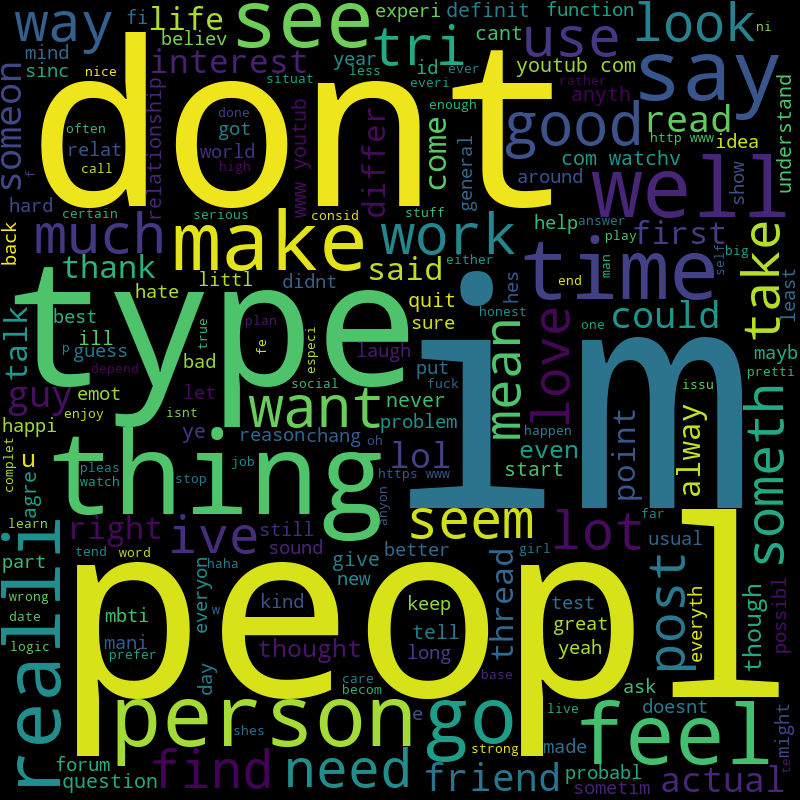 way
fi
life
see
experi
definit
function
look
ni
mind
believ
tri
cant
use
sinc
interest
year
id
youtub com
say
nice
situat
less
ever
everi
rather
anyth
someon
dont
often
done
got
enough
good
read
http www
idea
understand
relat
relationship
world
www youtub
differ
come
general
com watchv
show
call
f
high
around
well
hard
certain
serious
consid
stuff
help
answer
first
back
much
make
work
either
play
man
self
big
take
least
thank
said
hes
time
hate
littl
didnt
quit
end
talk
type
im
best
true
plan
especi
fe
sure
honest
one
could
ill
guess
p
bad
laugh
mean
love
mayb
depend
put
pretti
guy
emot
let
social
fuck
issu
happi
enjoy
isnt
want
never
problem
happen
someth
alway
point
complet
u
thing
ye
reasonchang
oh
even
agre
pleas
watch
job
lol
start
stop
https www
anyon
learn
right
ive
still
seem
lot
far
realli
part
tend
word
sound
better
girl
usual
wrong
everyon
haha
give
new
thread
post
though
possibl
date
mbti
w
kind
keep
test
everyth
logic
mani
peopl
tell
great
prefer
thought
long
yeah
day
care
base
becom
ask
person
shes
e
go
live
doesnt
might
forum
find
need
strong
made
feel
te
question
friend
probabl
sometim
actual